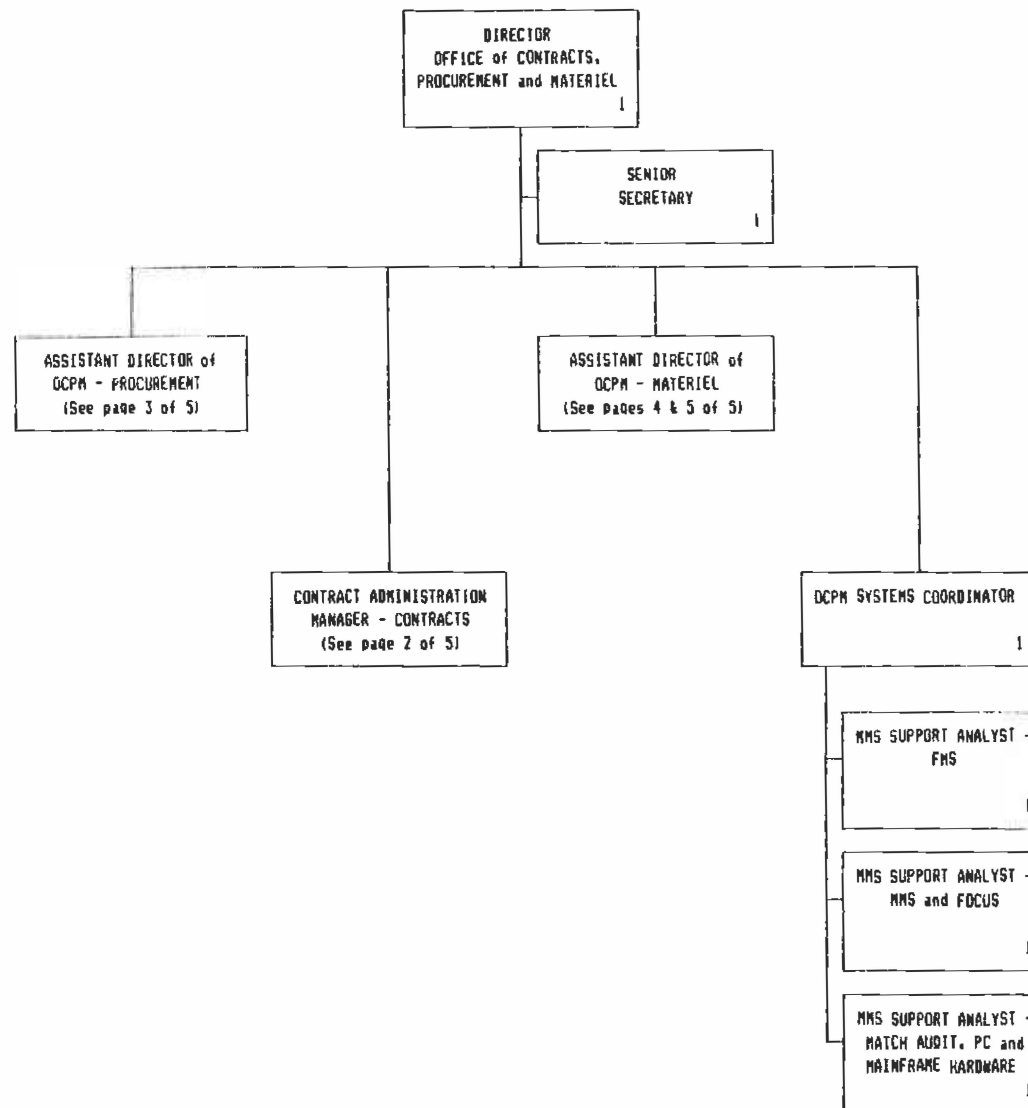 DIRECTOR
OFFICE of CONTRACTS,
PROCUREMENT and MATERIEL
1
SENIOR
SECRETARY
1
ASSISTANT DIRECTOR of
OCPM - PROCUREMENT
(See page 3 of 5)
ASSISTANT DIRECTOR of
OCPM - MATERIEL
(See pages 4 & 5 of 5)
CONTRACT ADMINISTRATION
MANAGER - CONTRACTS
(See page 2 of 5)
OCPM SYSTEMS COORDINATOR
1
MMS SUPPORT ANALYST -
FMS
MMS SUPPORT ANALYST -
MMS and FOCUS
MMS SUPPORT ANALYST -
MATCH AUDIT, PC and
MAINFRAME HARDWARE